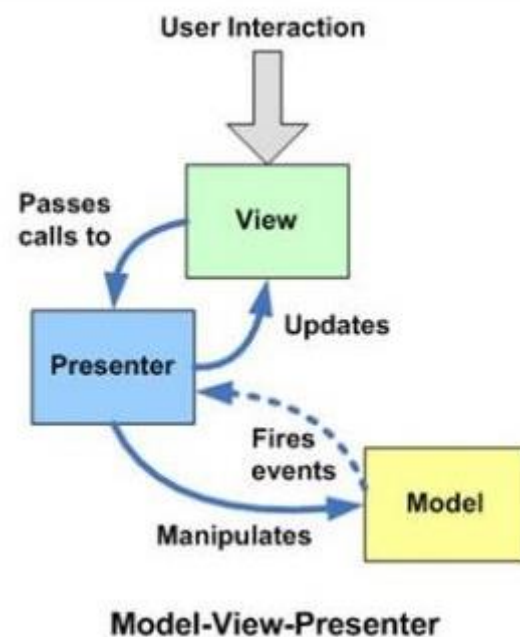 User Interaction
View
Passes
calls to
Updates
Presenter
Fires
events
Model
Manipulates
Model-View-Presenter